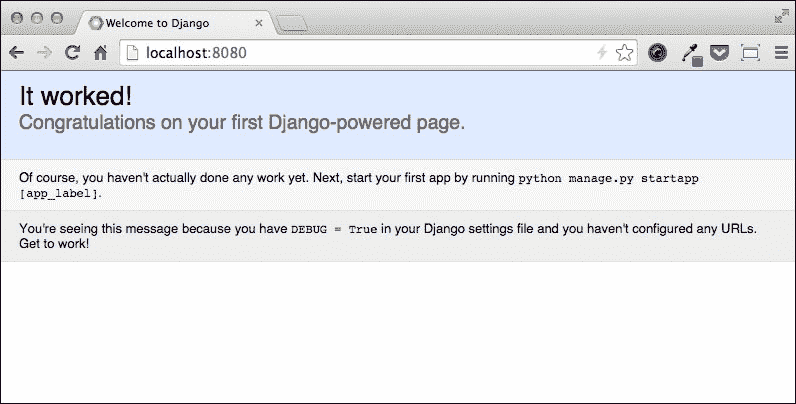 Welcome to Django
localhost:8080
It worked!
Congratulations on your first Django-powered page.
Of course, you haven't actually done any work yet. Next, start your first app by running python manage.py startapp
[app_label].
You're seeing this message because you have DEBUG = True in your Django settings file and you haven't configured any URLs.
Get to work!